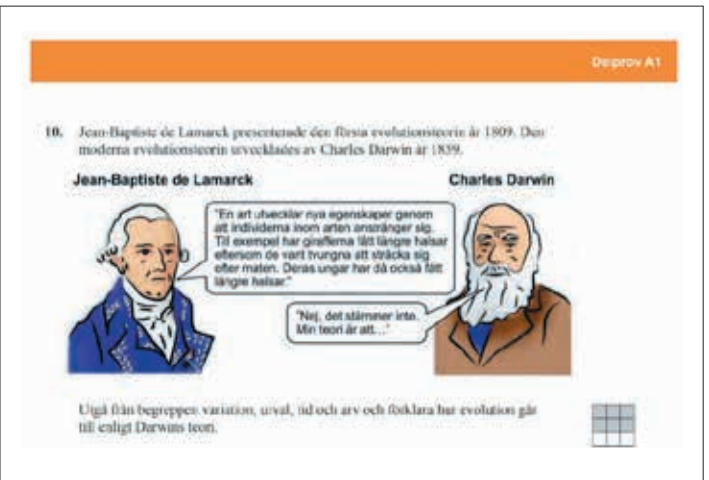 Delprov A1
10. Jean-Baptiste de Lamarck presenterade den första evolutionsteorin år 1809. Den
moderna evolutionsteorin utvecklades av Charles Darwin år 1859.
Jean-Baptiste de Lamarck
Charles Darwin
"En art utvecklar nya egenskaper genom
att individerna inom arten anstränger sig.
Till exempel har girafferna fått längre halsar
eftersom de varit tvungna att sträcka sig
efter maten. Deras ungar har då också fått
längre halsar."
"Nej, det stämmer inte.
Min teori är att…"
Utgå från begreppen variation, urval, tid och arv och förklara hur evolution går
till enligt Darwins teori.